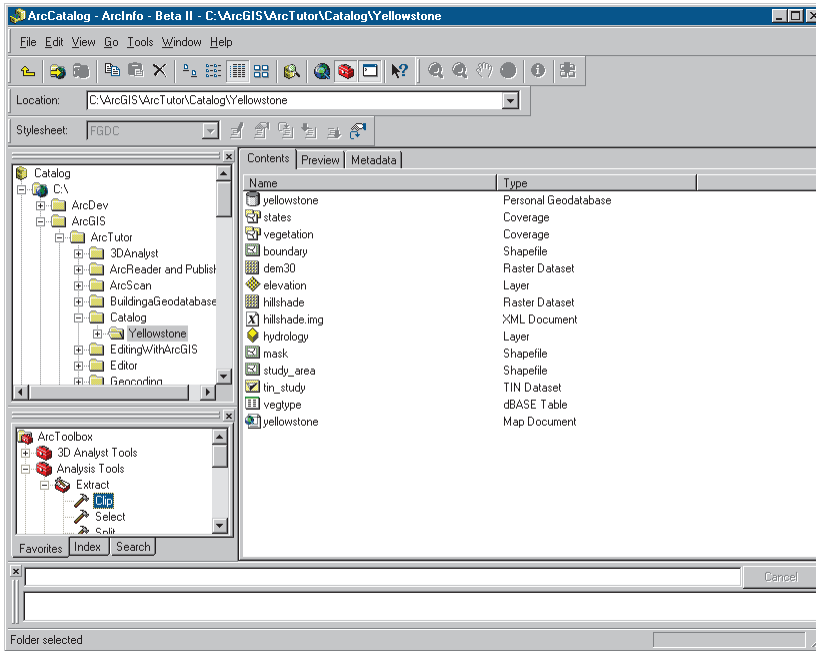 ArcCatalog - ArcInfo - Beta II - C:\ArcGIS\ArcTutor\Catalog\Yellowstone
File Edit View Go Tools Window Help
Location: C:\ArcGIS\ArcTutor\Catalog\Yellowstone
Stylesheet: FGDC
Catalog
C:\
ArcDev
ArcGIS
ArcTutor
3DAnalyst
ArcReader and Publish
ArcScan
BuildingaGeodatabase
Catalog
Yellowstone
EditingWithArcGIS
Editor
Geocoding
ArcToolbox
3D Analyst Tools
Analysis Tools
Extract
Clip
Select
Split
Favorites Index Search
Contents Preview Metadata
Name Type
yellowstone Personal Geodatabase
states Coverage
vegetation Coverage
boundary Shapefile
dem30 Raster Dataset
elevation Layer
hillshade Raster Dataset
hillshade.img XML Document
hydrology Layer
mask Shapefile
study_area Shapefile
tin_study TIN Dataset
vegtype dBASE Table
yellowstone Map Document
Cancel
Folder selected